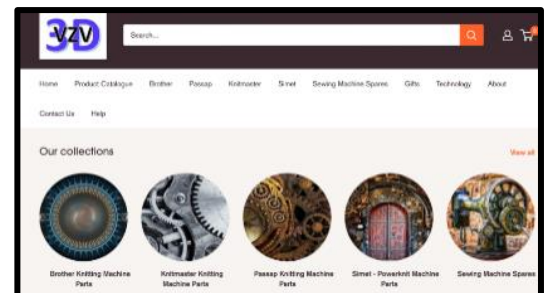 3D
VZV
Search...
Home Product Catalogue Brother Passap Knitmaster Simet Sewing Machine Spares Gifts Technology About
Contact Us Help
Our collections View all
Brother Knitting Machine Parts
Knitmaster Knitting Machine Parts
Passap Knitting Machine Parts
Simet - Powerknit Machine Parts
Sewing Machine Spares